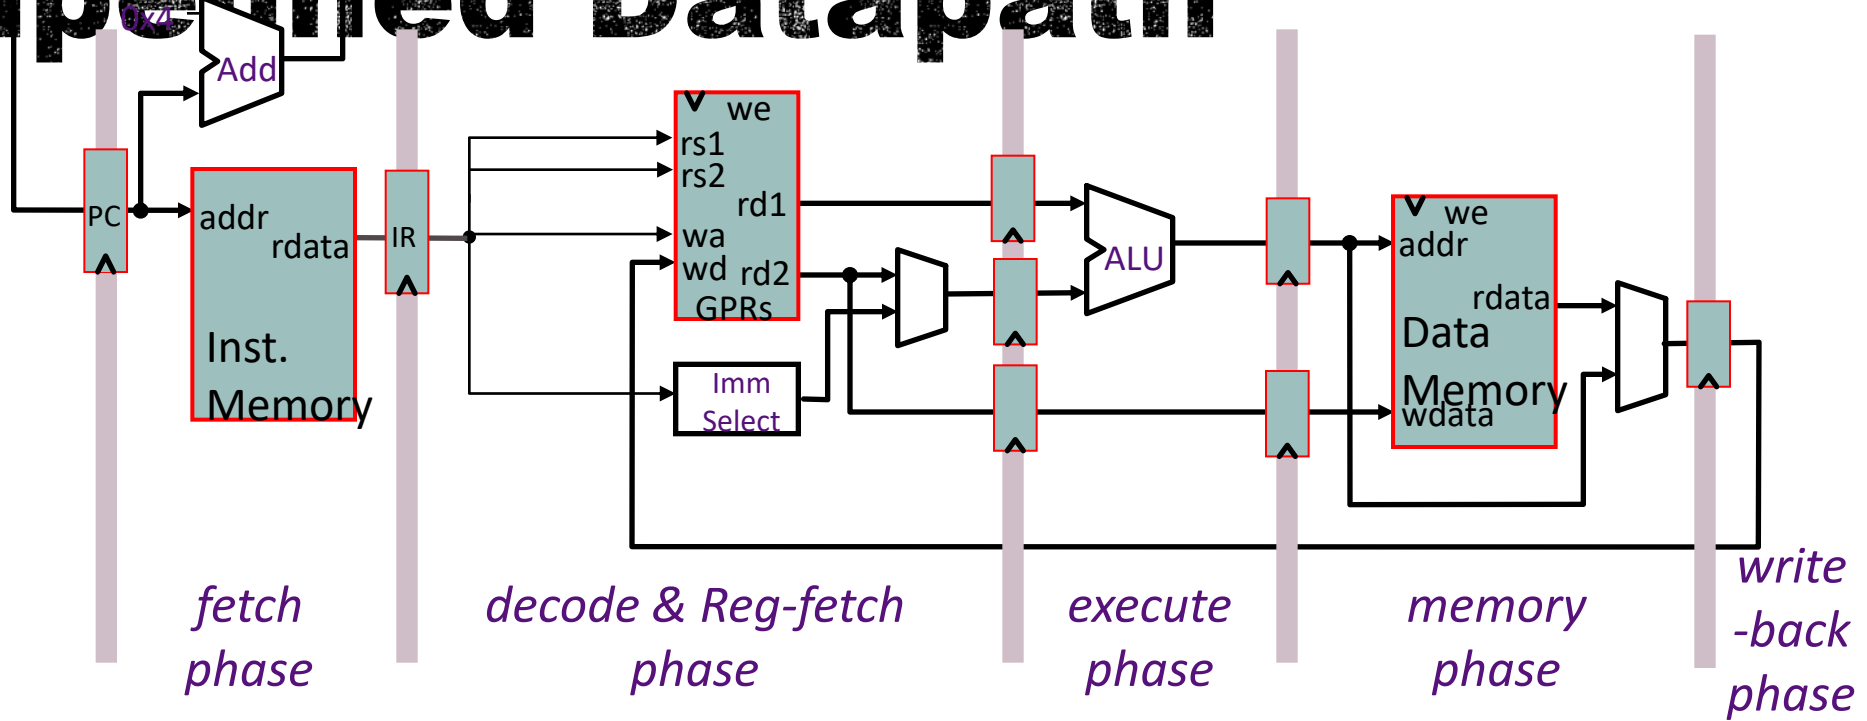 Datapath
0x4
Add
PC
addr
rdata
Inst.
Memory
IR
we
rs1
rs2
rd1
wa
wd
rd2
GPRs
Imm
Select
ALU
we
addr
rdata
Data
Memory
wdata
fetch
phase
decode & Reg-fetch
phase
execute
phase
memory
phase
write
-back
phase